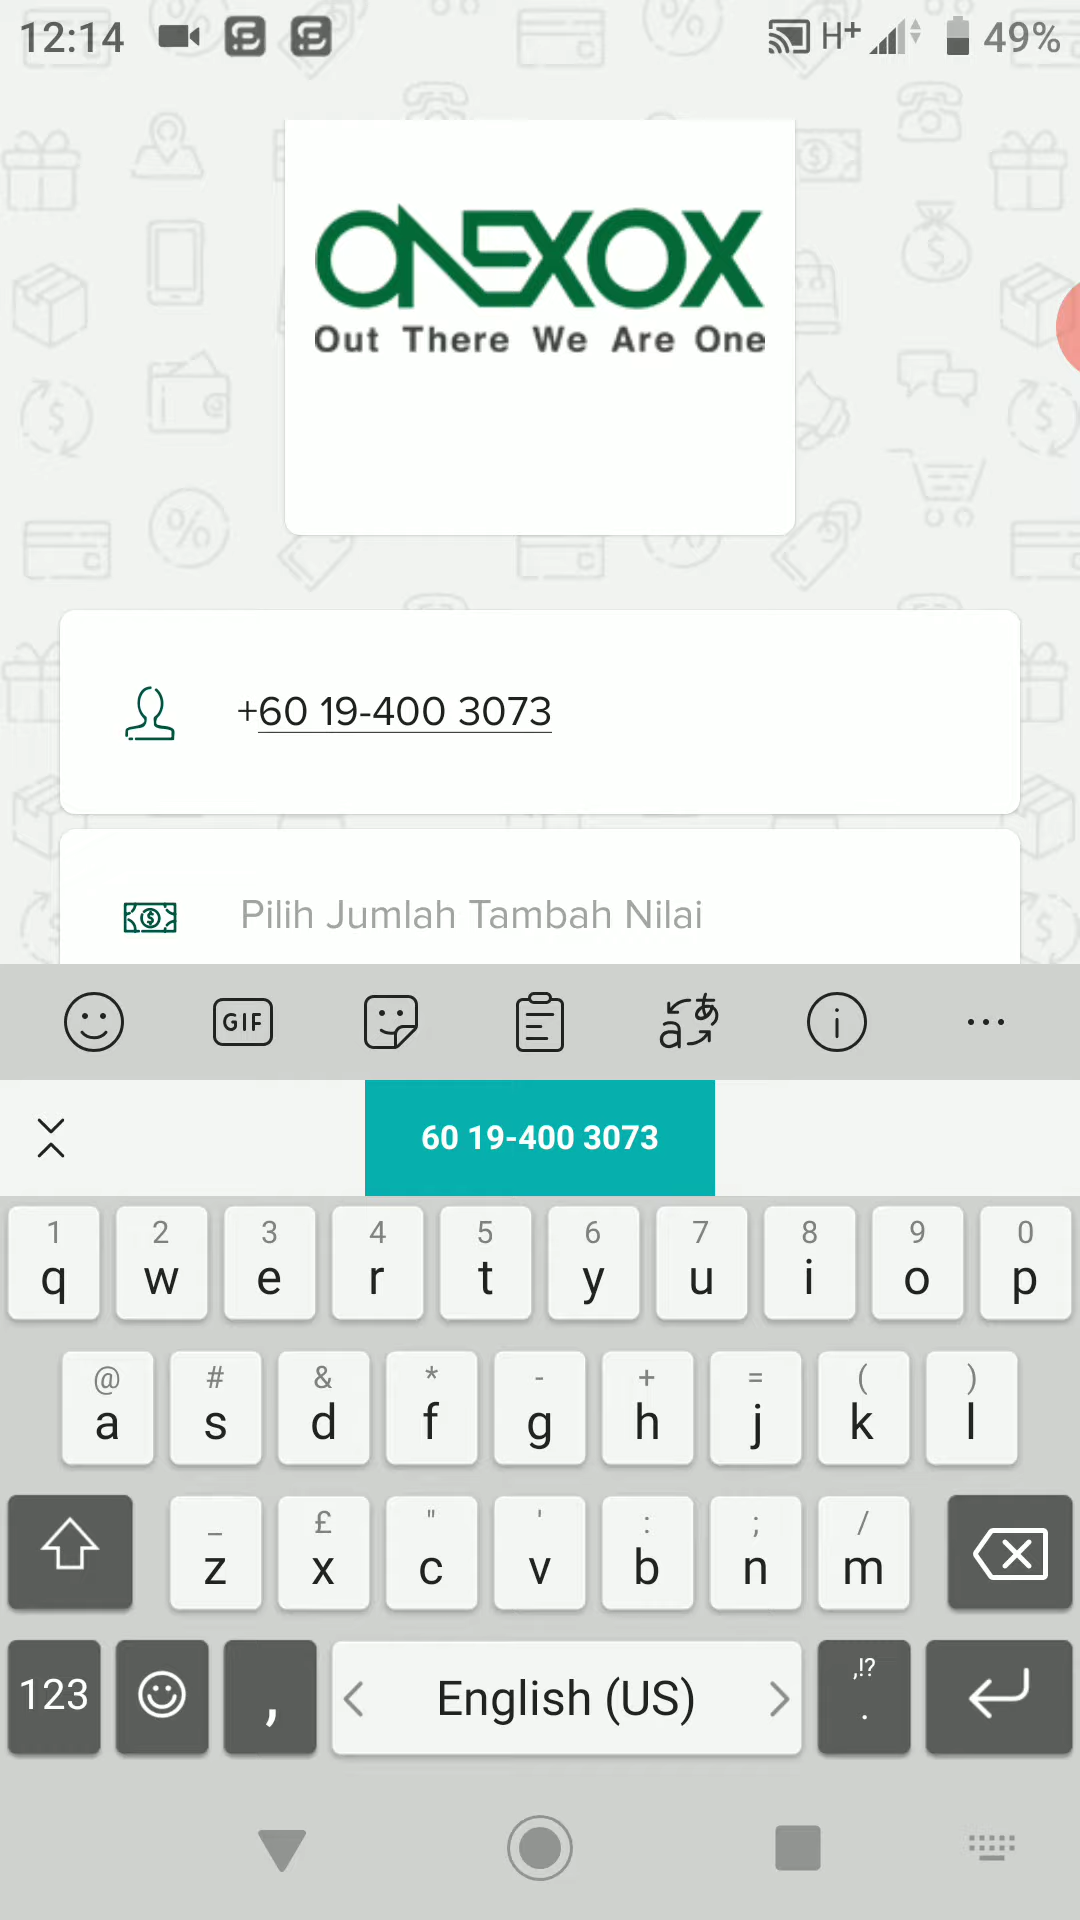 12:14 H+ 49%
ONEXOX
Out There We Are One
+60 19-400 3073
Pilih Jumlah Tambah Nilai
GIF
60 19-400 3073
1 2 3 4 5 6 7 8 9 0
q w e r t y u i o p
@ # & * - + = ( )
a s d f g h j k l
_ £ " ' : ; /
z x c v b n m
123 , English (US) ,!? .